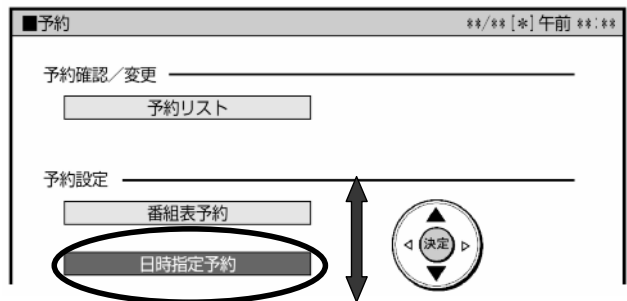 ■予約 **/**[*]午前 **:**
予約確認／変更
予約リスト
予約設定
番組表予約
日時指定予約
決定